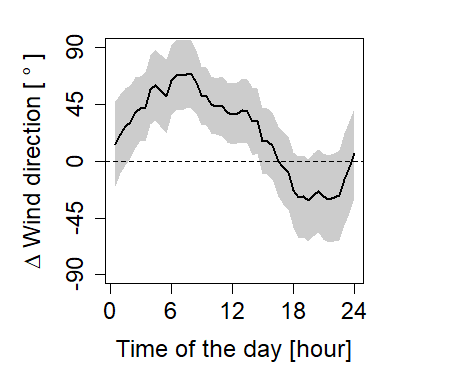 Δ Wind direction [ ° ]
90
45
0
-45
-90
0 6 12 18 24
Time of the day [hour]